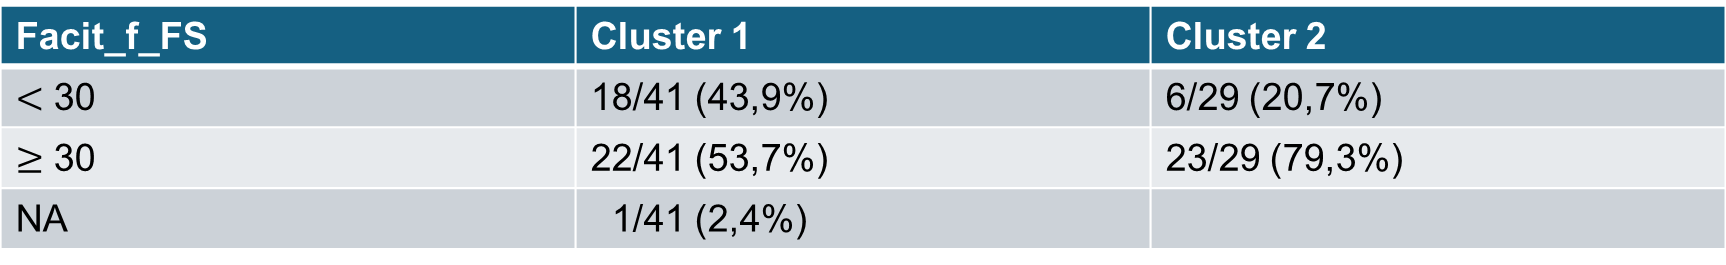 Facit_f_FS Cluster 1 Cluster 2
< 30 18/41 (43,9%) 6/29 (20,7%)
≥ 30 22/41 (53,7%) 23/29 (79,3%)
NA 1/41 (2,4%)